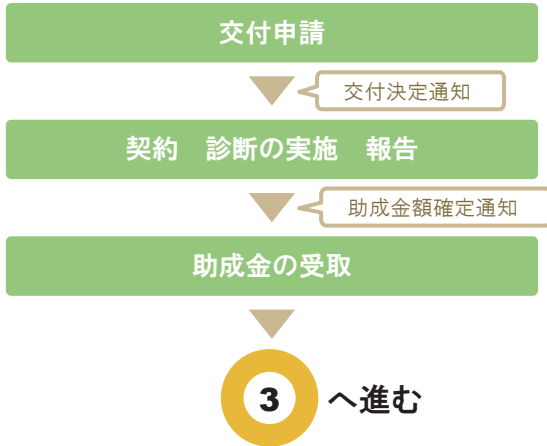 交付申請
交付決定通知
契約　診断の実施　報告
助成金額確定通知
助成金の受取
3 へ進む